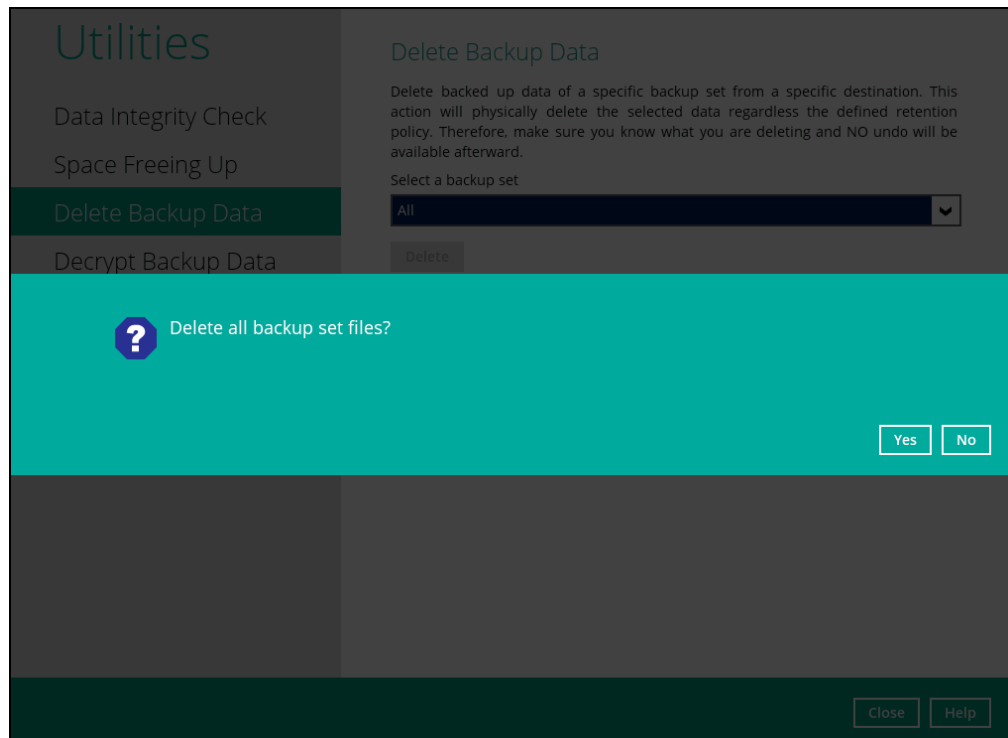 Utilities
Data Integrity Check
Space Freeing Up
Delete Backup Data
Decrypt Backup Data
Delete Backup Data
Delete backed up data of a specific backup set from a specific destination. This
action will physically delete the selected data regardless the defined retention
policy. Therefore, make sure you know what you are deleting and NO undo will be
available afterward.
Select a backup set
All
Delete
?
Delete all backup set files?
Yes
No
Close
Help